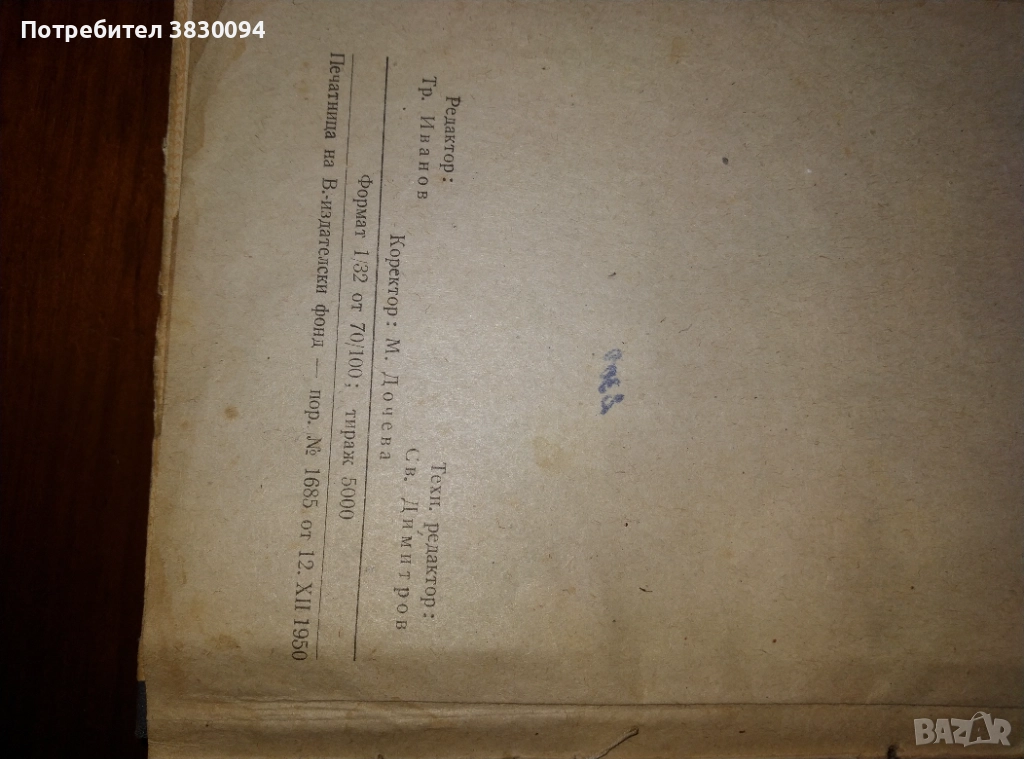 Потребител 3830094
Редактор:
Тр. Иванов
Техн. редактор:
Св. Димитров
Коректор: М. Дочева
Формат 1/32 от 70/100; тираж 5000
Печатница на В.-издателски фонд — пор. № 1685 от 12. XII 1950
BAZAR